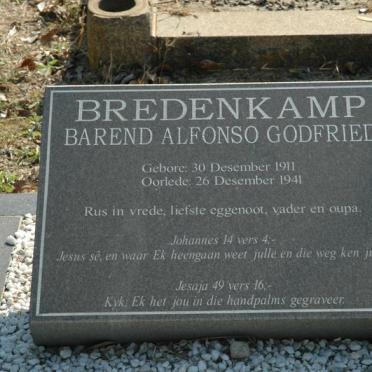 BREDENKAMP
BAREND ALFONSO GODFRIED
Gebore: 30 Desember 1911
Oorlede: 26 Desember 1941
Rus in vrede, liefste eggenoot, vader en oupa.
Johannes 14 vers 4,-
Jesus sê, en waar Ek heengaan weet julle en die weg ken
Jesaja 49 vers 16,-
Kyk, Ek het jou in die handpalms gegraveer.